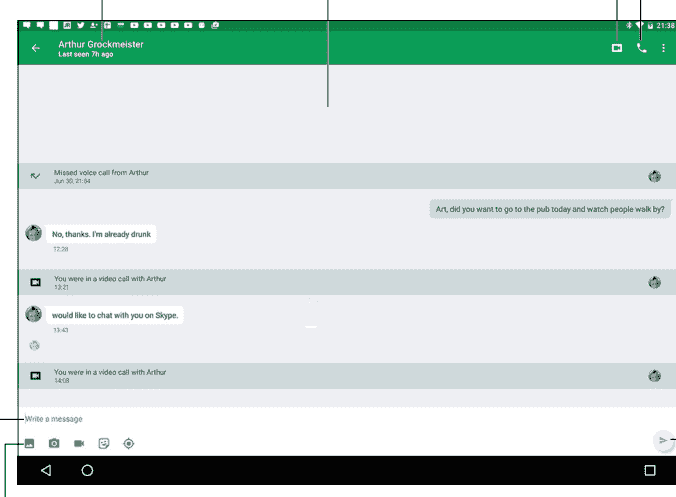 21:38
Arthur Grockmeister
Last seen 7h ago
Missed voice call from Arthur
Jun 30, 21:54
Art, did you want to go to the pub today and watch people walk by?
No, thanks. I'm already drunk
12:28
You were in a video call with Arthur
13:21
would like to chat with you on Skype.
13:43
You were in a video call with Arthur
14:08
Write a message